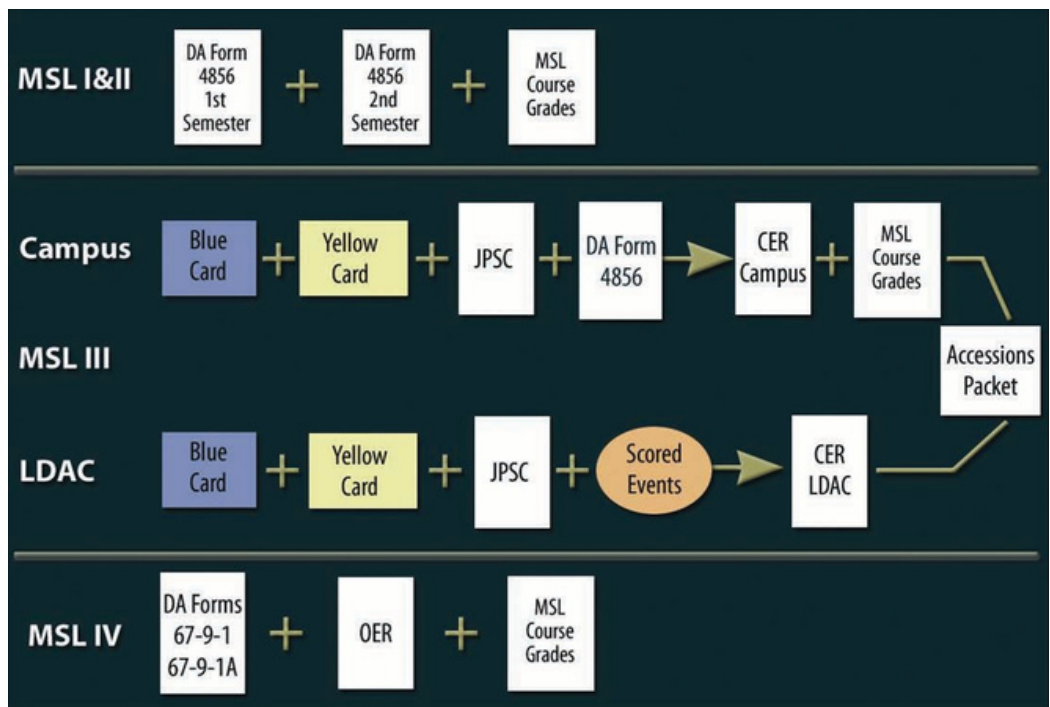 MSL I&II
DA Form
4856
1st
Semester
DA Form
4856
2nd
Semester
MSL
Course
Grades
Campus
Blue
Card
Yellow
Card
JPSC
DA Form
4856
CER
Campus
MSL
Course
Grades
MSL III
Accessions
Packet
LDAC
Blue
Card
Yellow
Card
JPSC
Scored
Events
CER
LDAC
MSL IV
DA Forms
67-9-1
67-9-1A
OER
MSL
Course
Grades